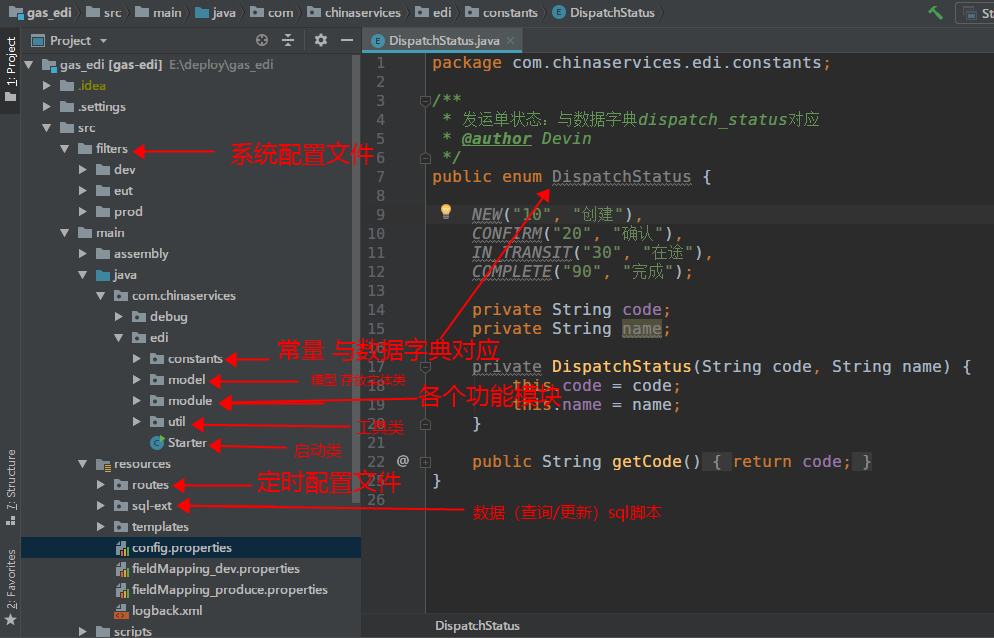 gas_edi src main java com chinaservices edi constants DispatchStatus
1: Project
7: Structure
2: Favorites
Project
gas_edi [gas-edi] E:\deploy\gas_edi
.idea
.settings
src
filters 系统配置文件
dev
eut
prod
main
assembly
java
com.chinaservices
debug
edi
constants 常量 与数据字典对应
model 模型 存放实体类
module 各个功能模块
util 工具类
Starter 启动类
resources
routes 定时配置文件
sql-ext 数据（查询/更新）sql脚本
templates
config.properties
fieldMapping_dev.properties
fieldMapping_produce.properties
logback.xml
scripts
DispatchStatus.java
1 package com.chinaservices.edi.constants;
2
3 /**
4 * 发运单状态：与数据字典dispatch_status对应
5 * @author Devin
6 */
7 public enum DispatchStatus {
8
9 NEW("10", "创建"),
10 CONFIRM("20", "确认"),
11 IN_TRANSIT("30", "在途"),
12 COMPLETE("90", "完成");
13
14 private String code;
15 private String name;
16
17 private DispatchStatus(String code, String name) {
18 this.code = code;
19 this.name = name;
20 }
21
22 @ public String getCode() { return code; }
25 }
26
DispatchStatus